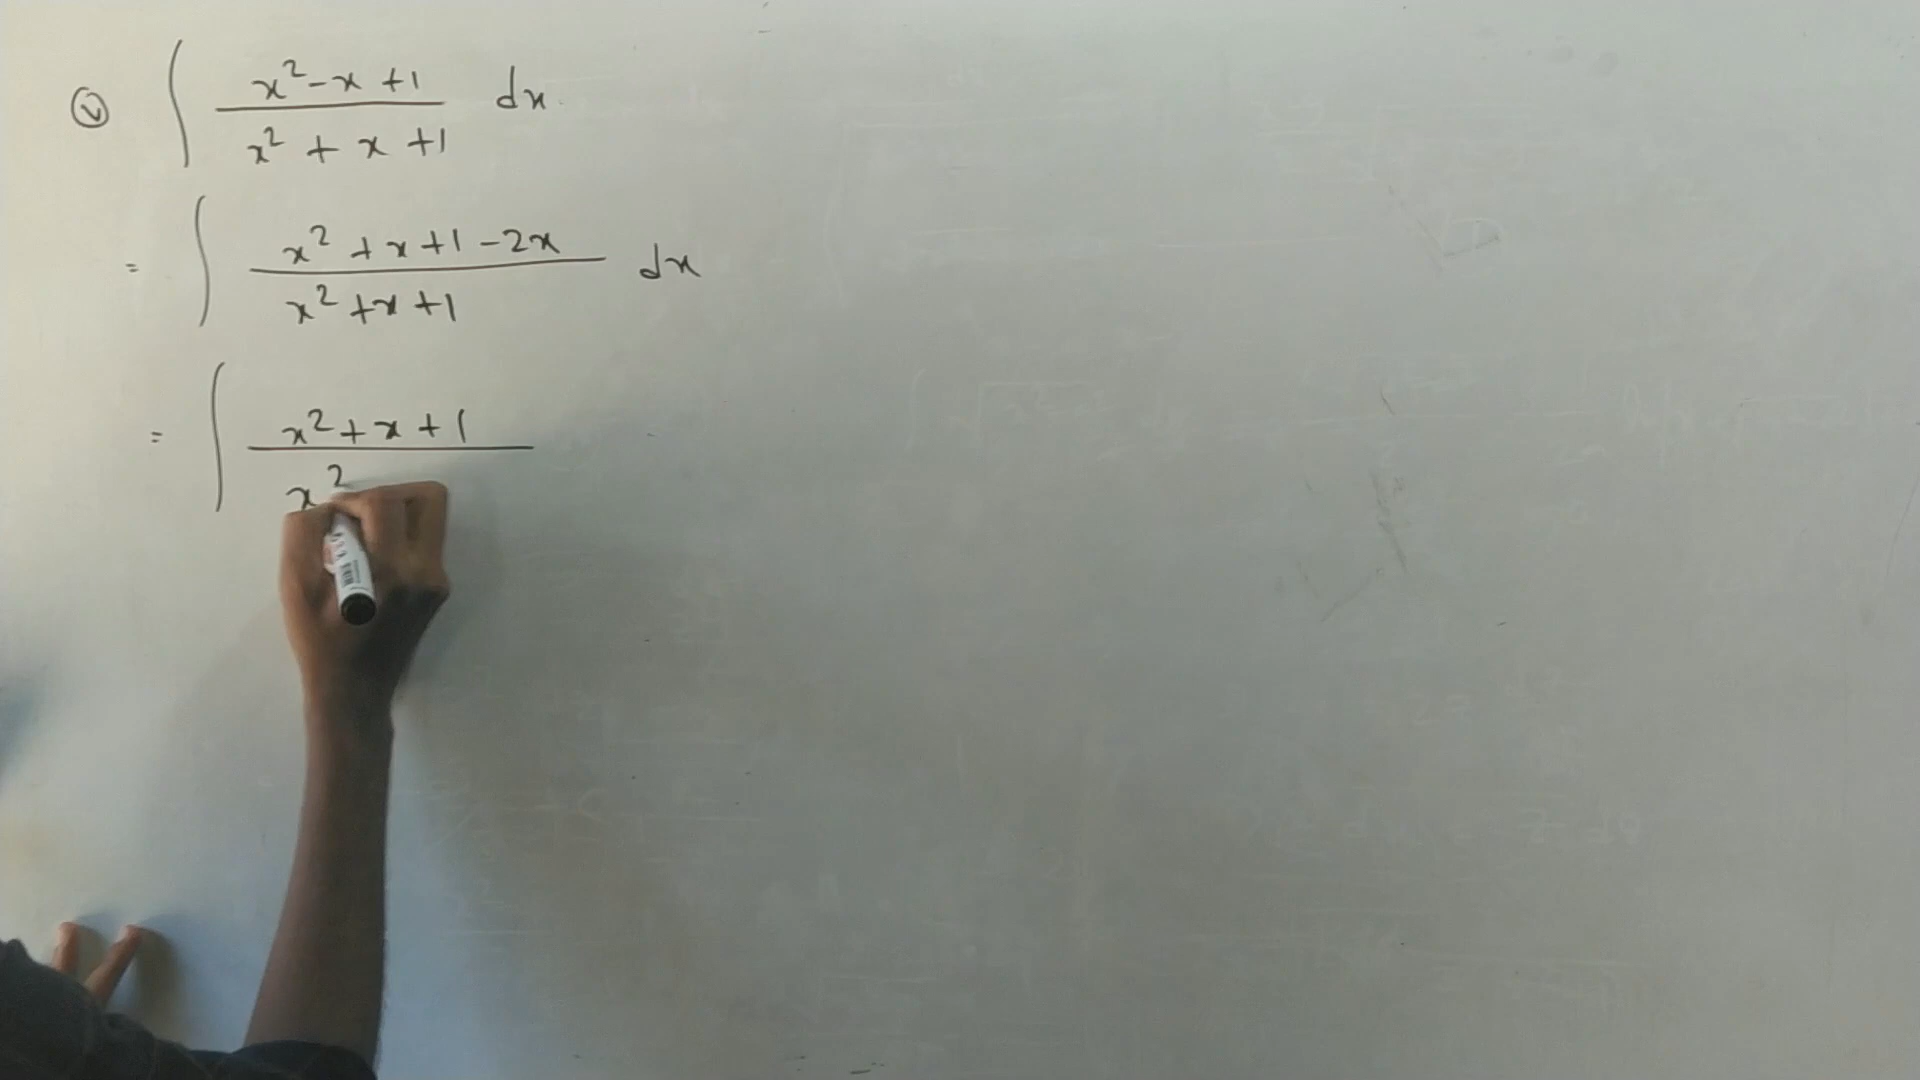 (v) ∫ x² - x + 1 / x² + x + 1 dx
= ∫ x² + x + 1 - 2x / x² + x + 1 dx
= ∫ x² + x + 1 / x²